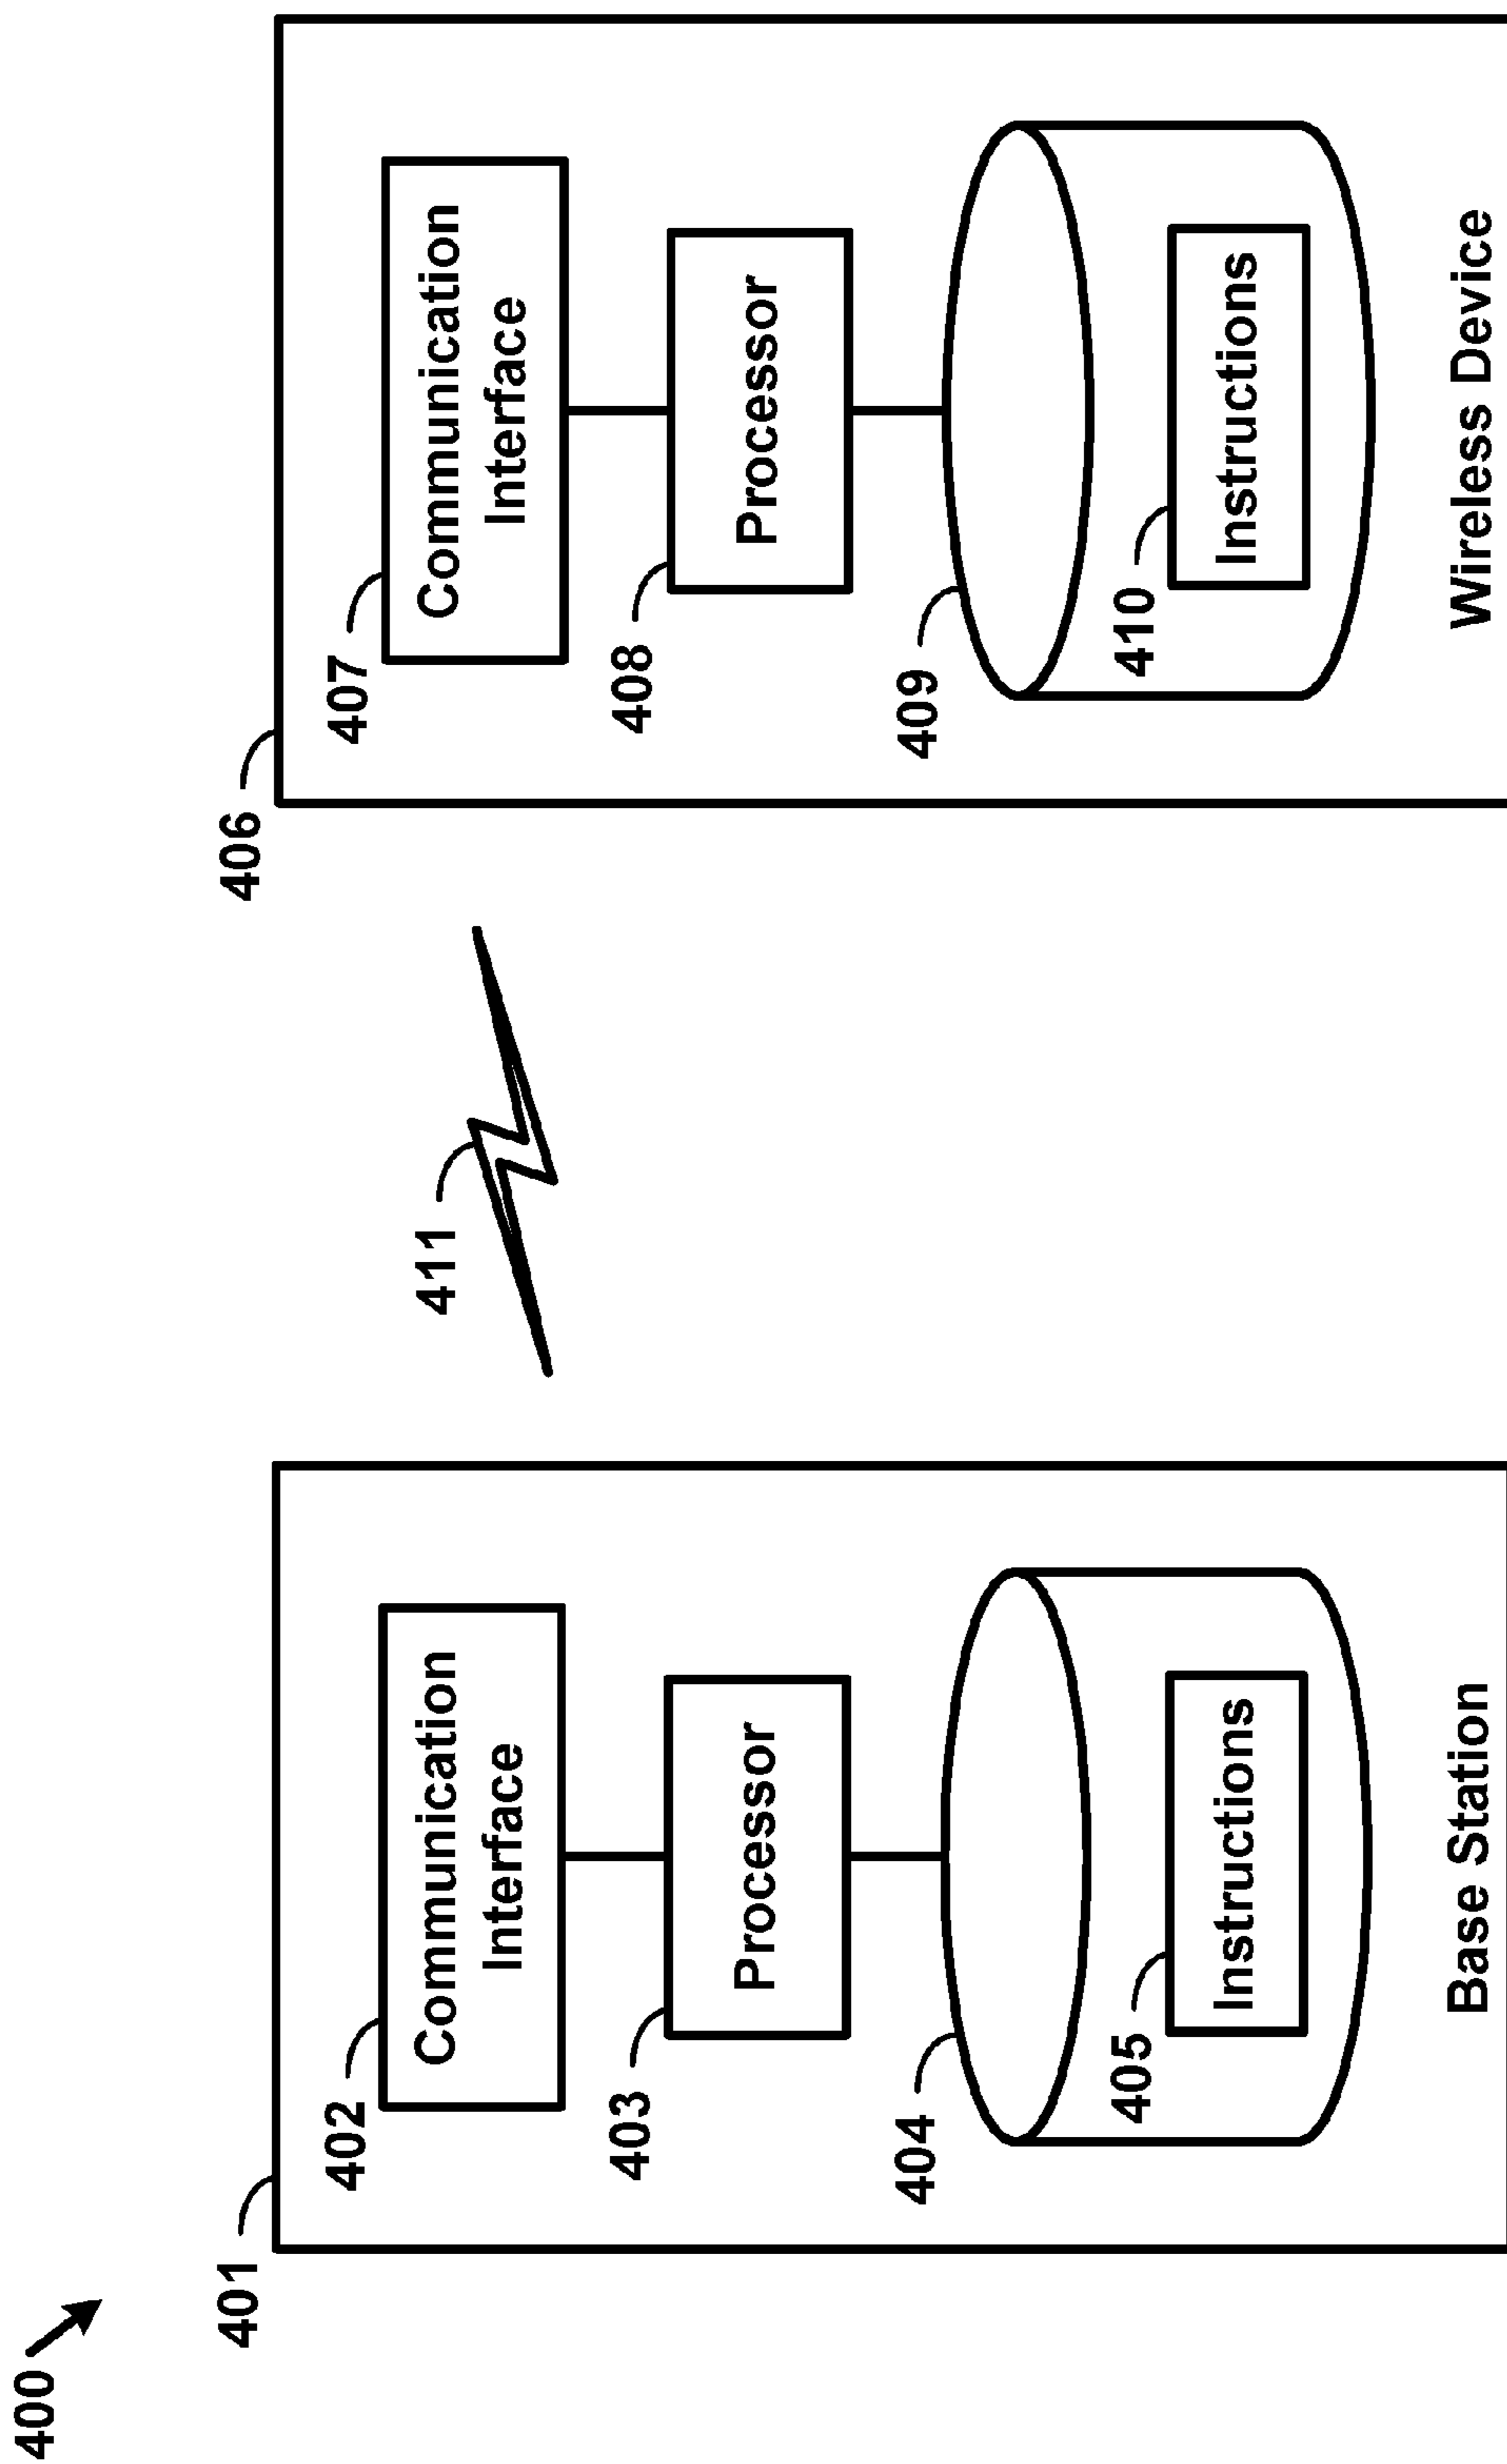 400
401
402
Communication
Interface
403
Processor
404
405
Instructions
Base Station
411
406
407
Communication
Interface
408
Processor
409
410
Instructions
Wireless Device